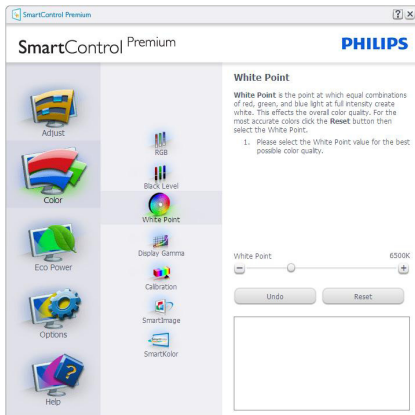 SmartControl Premium
SmartControl Premium
PHILIPS
Adjust
Color
Eco Power
Options
Help
RGB
Black Level
White Point
Display Gamma
Calibration
SmartImage
SmartKolor
White Point
White Point is the point at which equal combinations
of red, green, and blue light at full intensity create
white. This effects the overall color quality. For the
most accurate colors click the Reset button then
select the White Point.
1. Please select the White Point value for the best
possible color quality.
White Point 6500K
Undo Reset